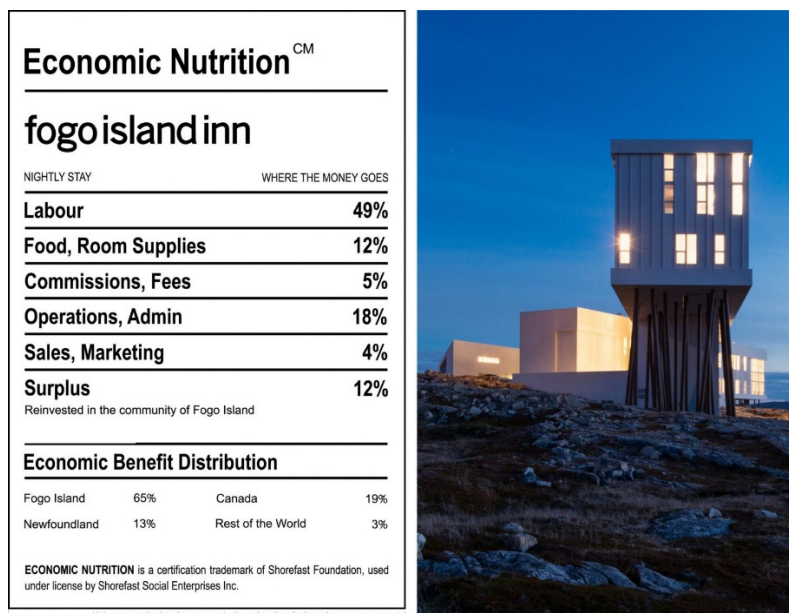 Economic Nutrition CM
fogo island inn
NIGHTLY STAY WHERE THE MONEY GOES
Labour 49%
Food, Room Supplies 12%
Commissions, Fees 5%
Operations, Admin 18%
Sales, Marketing 4%
Surplus 12%
Reinvested in the community of Fogo Island
Economic Benefit Distribution
Fogo Island 65% Canada 19%
Newfoundland 13% Rest of the World 3%
ECONOMIC NUTRITION is a certification trademark of Shorefast Foundation, used
under license by Shorefast Social Enterprises Inc.